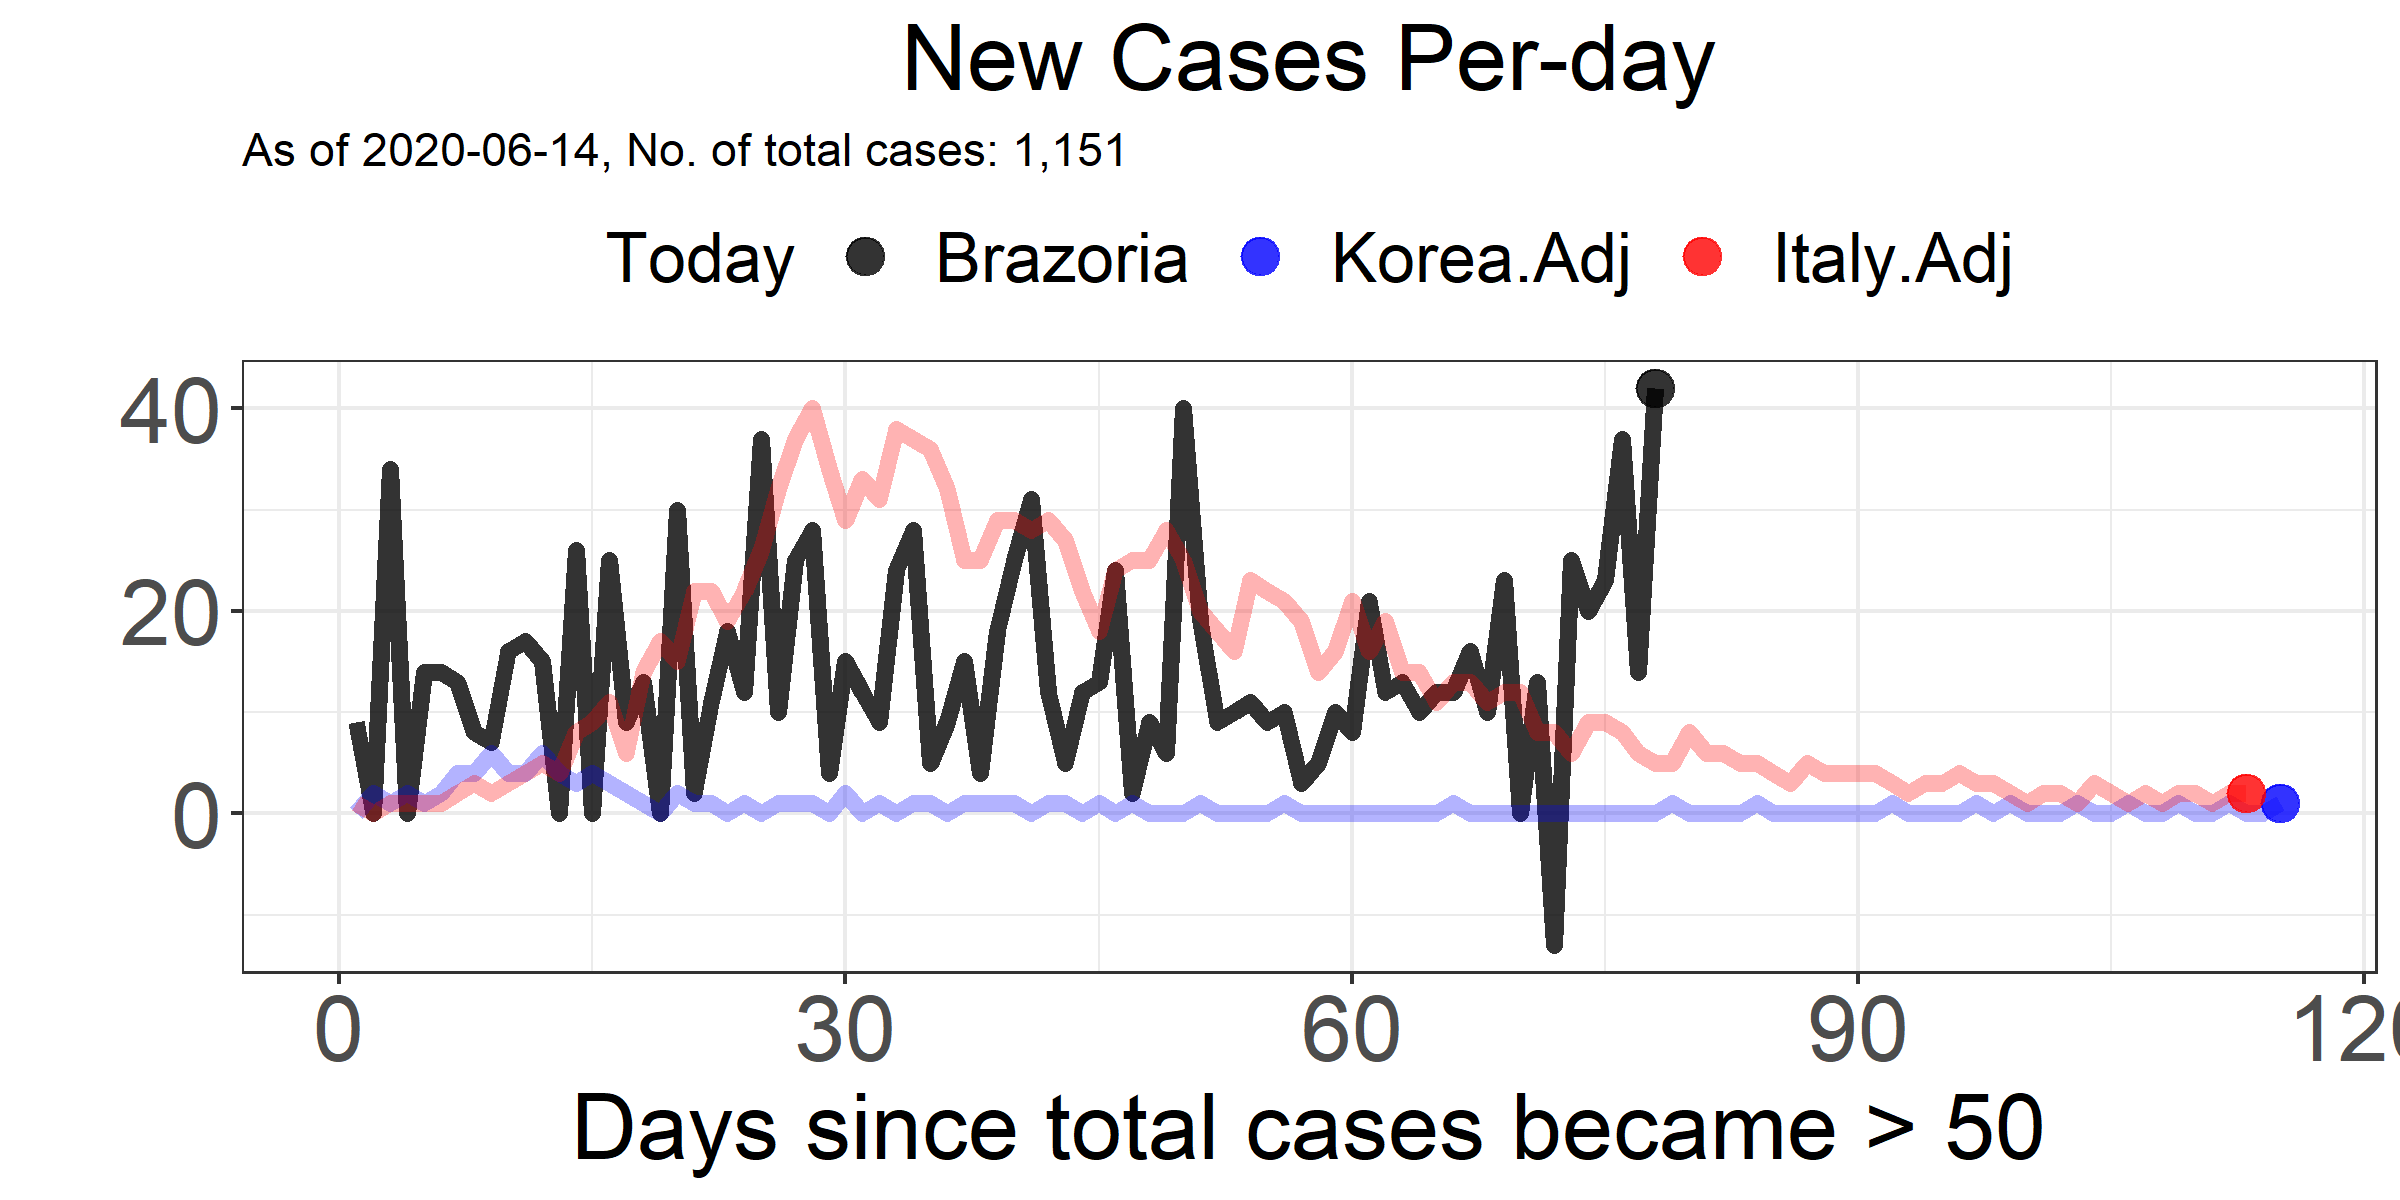 New Cases Per-day
As of 2020-06-14, No. of total cases: 1,151
Today Brazoria Korea.Adj Italy.Adj
40
20
0
0 30 60 90 120
Days since total cases became > 50